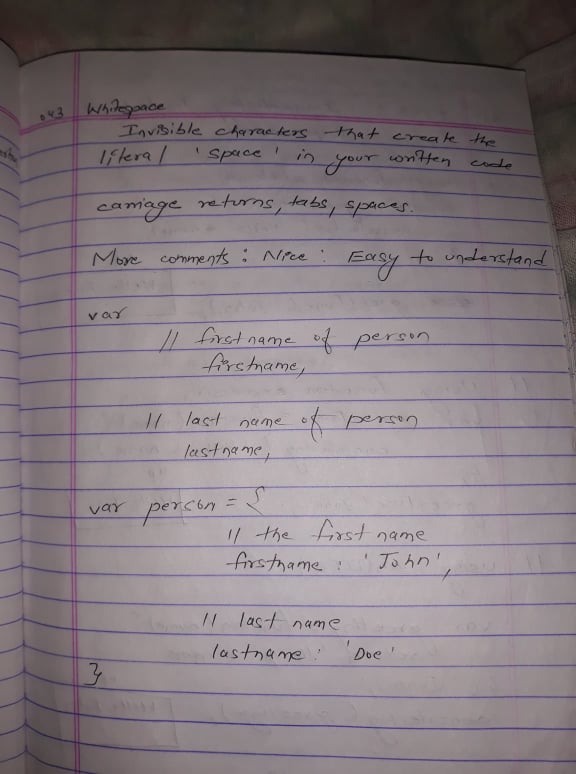 043 Whitespace
Invisible characters that create the
literal 'space' in your written code
carriage returns, tabs, spaces.
More comments : Nice : Easy to understand
var
// first name of person
firstname,
// last name of person
lastname,
var person = {
// the first name
firstname : 'John',
// last name
lastname : 'Doe'
}